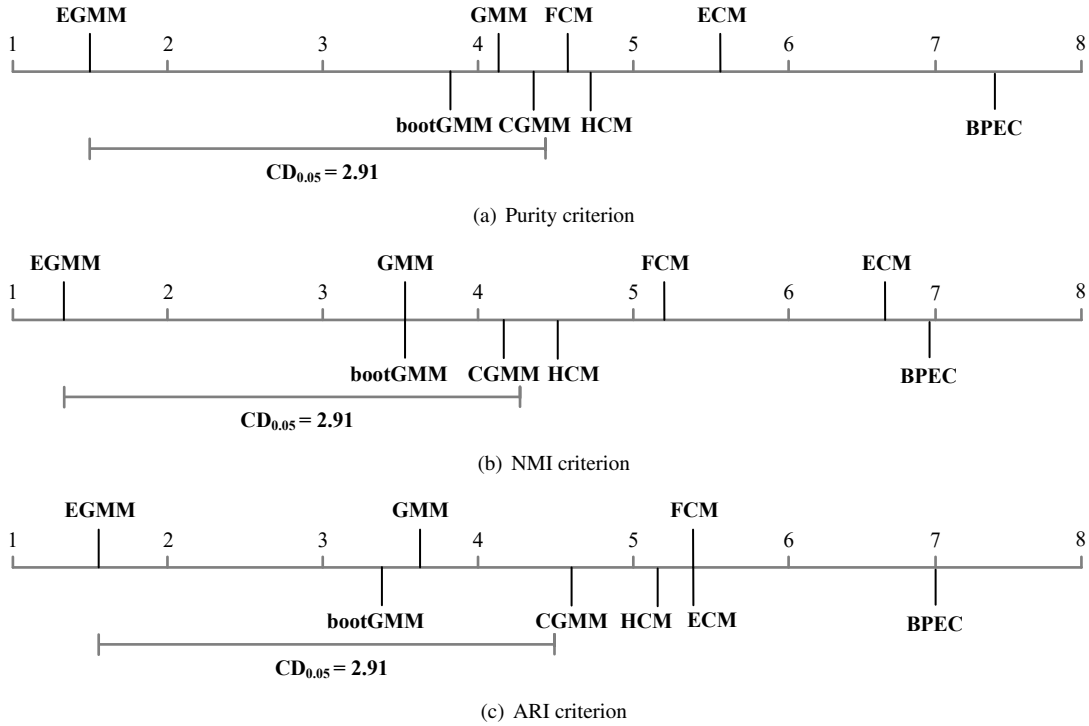 EGMM GMM FCM ECM
1 2 3 4 5 6 7 8
bootGMM CGMM HCM BPEC
CD0.05 = 2.91
(a) Purity criterion
EGMM GMM FCM ECM
1 2 3 4 5 6 7 8
bootGMM CGMM HCM BPEC
CD0.05 = 2.91
(b) NMI criterion
EGMM GMM FCM
1 2 3 4 5 6 7 8
bootGMM CGMM HCM ECM BPEC
CD0.05 = 2.91
(c) ARI criterion